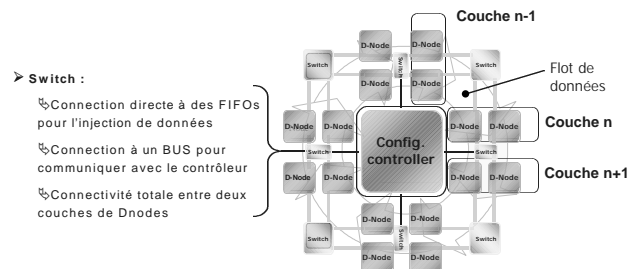 Couche n-1
➢ Switch :
Connection directe à des FIFOs
pour l'injection de données
Connection à un BUS pour
communiquer avec le contrôleur
Connectivité totale entre deux
couches de Dnodes
D-Node D-Node
Switch Switch Switch
D-Node D-Node
Flot de
données
D-Node D-Node D-Node D-Node
Couche n
Switch Config. Switch
controller
D-Node D-Node D-Node D-Node
Couche n+1
D-Node D-Node
Switch Switch Switch
D-Node D-Node